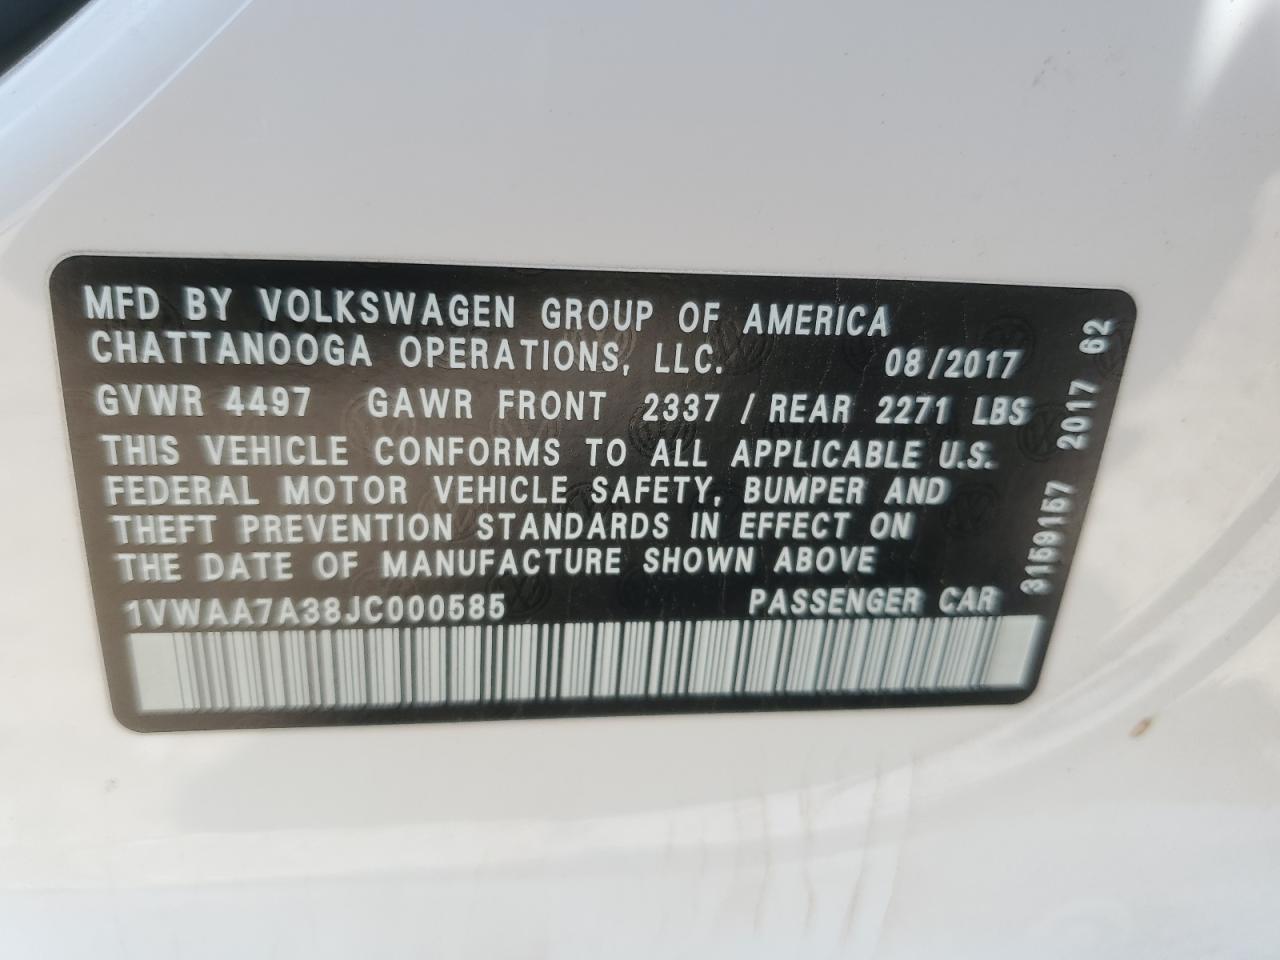 MFD BY VOLKSWAGEN GROUP OF AMERICA
CHATTANOOGA OPERATIONS, LLC. 08/2017
GVWR 4497 GAWR FRONT 2337 / REAR 2271 LBS
THIS VEHICLE CONFORMS TO ALL APPLICABLE U.S.
FEDERAL MOTOR VEHICLE SAFETY, BUMPER AND
THEFT PREVENTION STANDARDS IN EFFECT ON
THE DATE OF MANUFACTURE SHOWN ABOVE
1VWAA7A38JC000585 PASSENGER CAR
3159157 2017 62